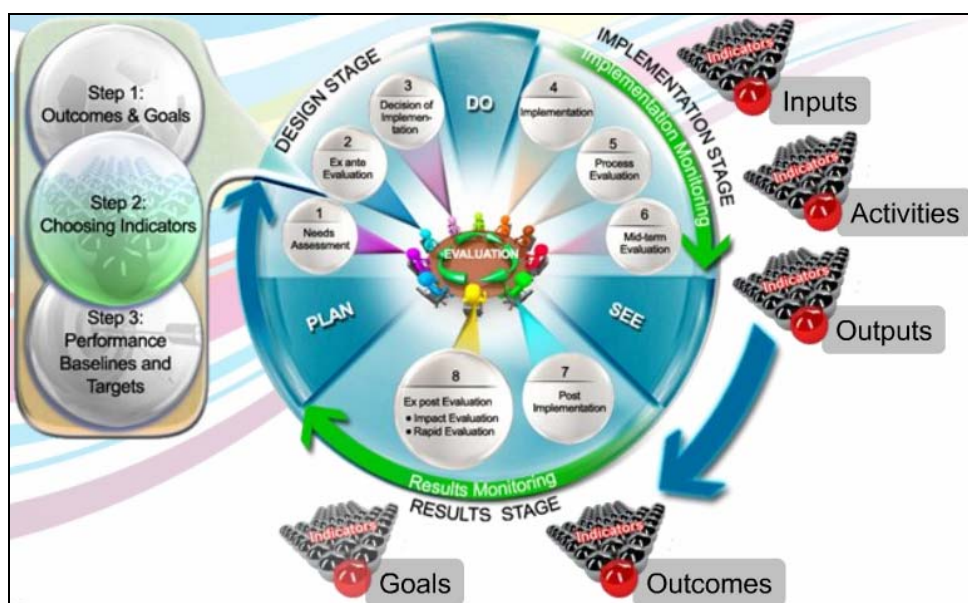 Step 1:
Outcomes & Goals
Step 2:
Choosing Indicators
Step 3:
Performance
Baselines and
Targets
DESIGN STAGE
IMPLEMENTATION STAGE
Implementation Monitoring
PLAN
DO
SEE
1
Needs
Assessment
2
Ex ante
Evaluation
3
Decision of
Implemen-
tation
4
Implementation
5
Process
Evaluation
6
Mid-term
Evaluation
EVALUATION
7
Post
Implementation
8
Ex post Evaluation
• Impact Evaluation
• Rapid Evaluation
Results Monitoring
RESULTS STAGE
Indicators
Inputs
Indicators
Activities
Indicators
Outputs
Indicators
Outcomes
Indicators
Goals